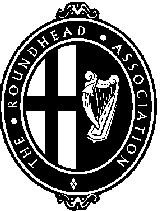 THE • ROUNDHEAD • ASSOCIATION